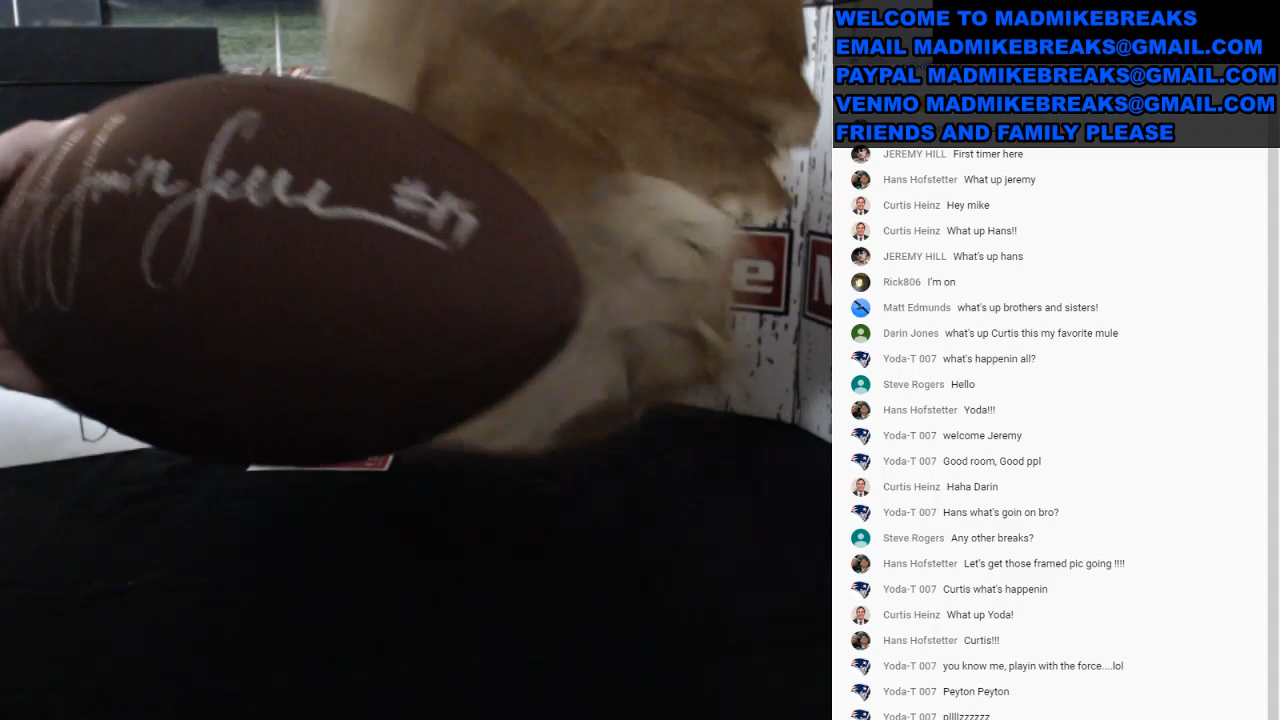 WELCOME TO MADMIKEBREAKS
EMAIL MADMIKEBREAKS@GMAIL.COM
PAYPAL MADMIKEBREAKS@GMAIL.COM
VENMO MADMIKEBREAKS@GMAIL.COM
FRIENDS AND FAMILY PLEASE
JEREMY HILL First timer here
Hans Hofstetter What up jeremy
Curtis Heinz Hey mike
Curtis Heinz What up Hans!!
JEREMY HILL What's up hans
Rick806 I'm on
Matt Edmunds what's up brothers and sisters!
Darin Jones what's up Curtis this my favorite mule
Yoda-T 007 what's happenin all?
Steve Rogers Hello
Hans Hofstetter Yoda!!!
Yoda-T 007 welcome Jeremy
Yoda-T 007 Good room, Good ppl
Curtis Heinz Haha Darin
Yoda-T 007 Hans what's goin on bro?
Steve Rogers Any other breaks?
Hans Hofstetter Let's get those framed pic going !!!!
Yoda-T 007 Curtis what's happenin
Curtis Heinz What up Yoda!
Hans Hofstetter Curtis!!!
Yoda-T 007 you know me, playin with the force....lol
Yoda-T 007 Peyton Peyton
Yoda-T 007 pllllzzzzzz